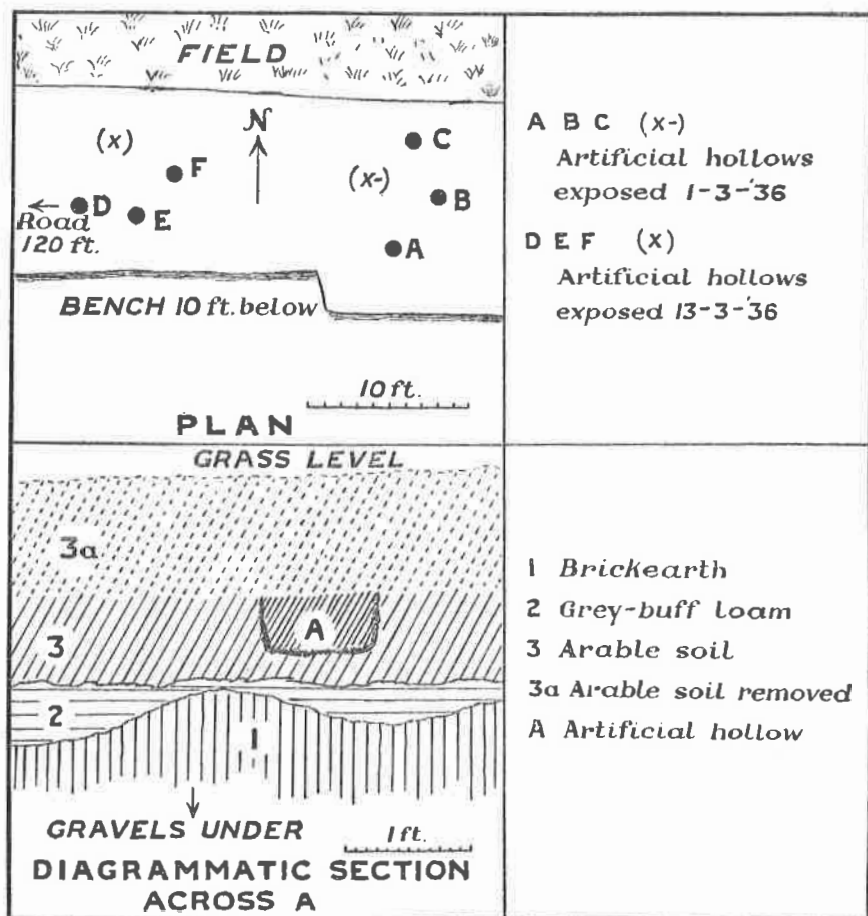 FIELD
N
(x)
C
F
(x-)
B
D
E
Road
120 ft.
A
BENCH 10 ft. below
10 ft.
PLAN
A B C (x-)
Artificial hollows
exposed 1-3-'36
D E F (x)
Artificial hollows
exposed 13-3-'36
GRASS LEVEL
3a
A
3
2
1
GRAVELS UNDER
1 ft.
DIAGRAMMATIC SECTION
ACROSS A
1 Brickearth
2 Grey-buff loam
3 Arable soil
3a Arable soil removed
A Artificial hollow